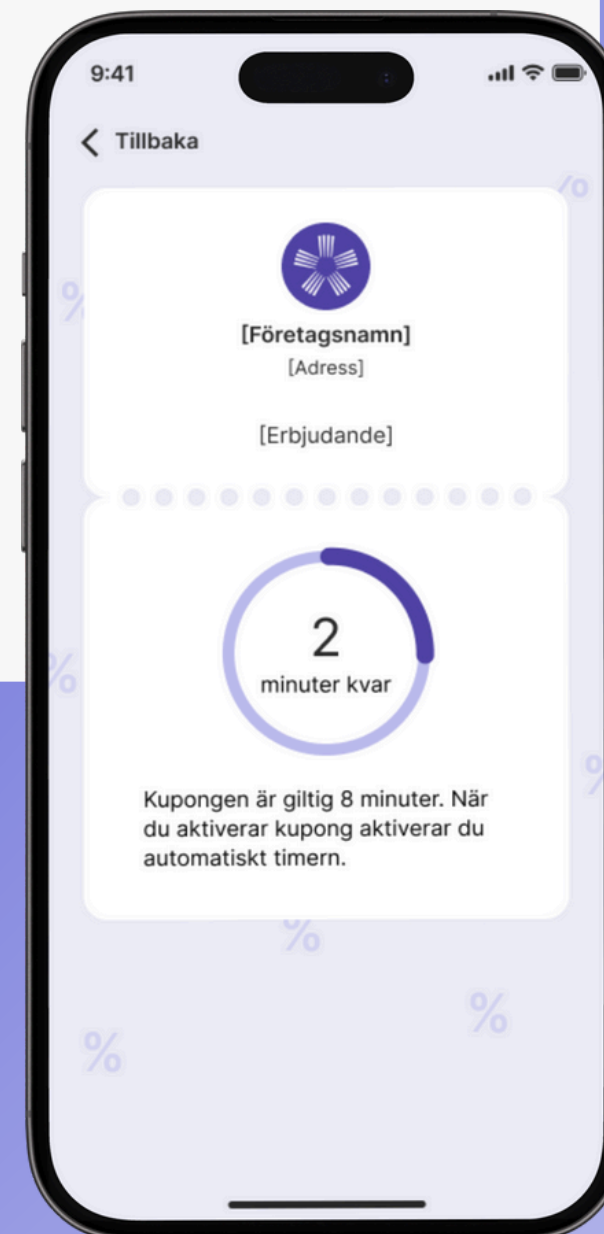 9:41
Tillbaka
%
%
[Företagsnamn]
[Adress]
[Erbjudande]
2
minuter kvar
%
%
Kupongen är giltig 8 minuter. När
du aktiverar kupong aktiverar du
automatiskt timern.
%
%
%